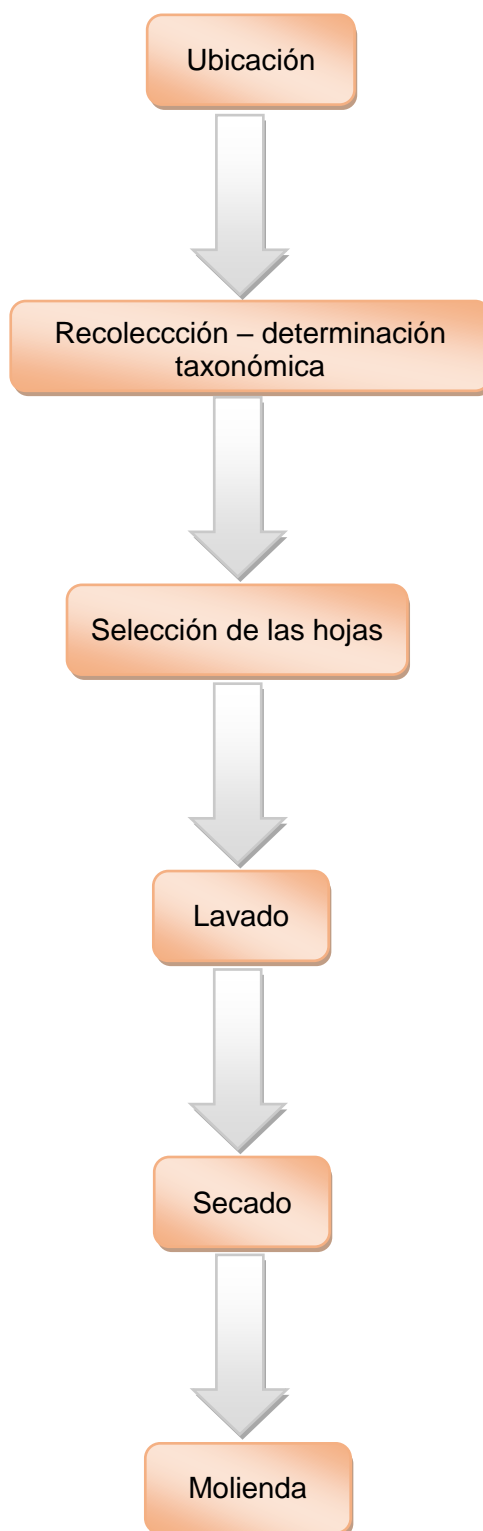 Ubicación
Recoleccción – determinación
taxonómica
Selección de las hojas
Lavado
Secado
Molienda